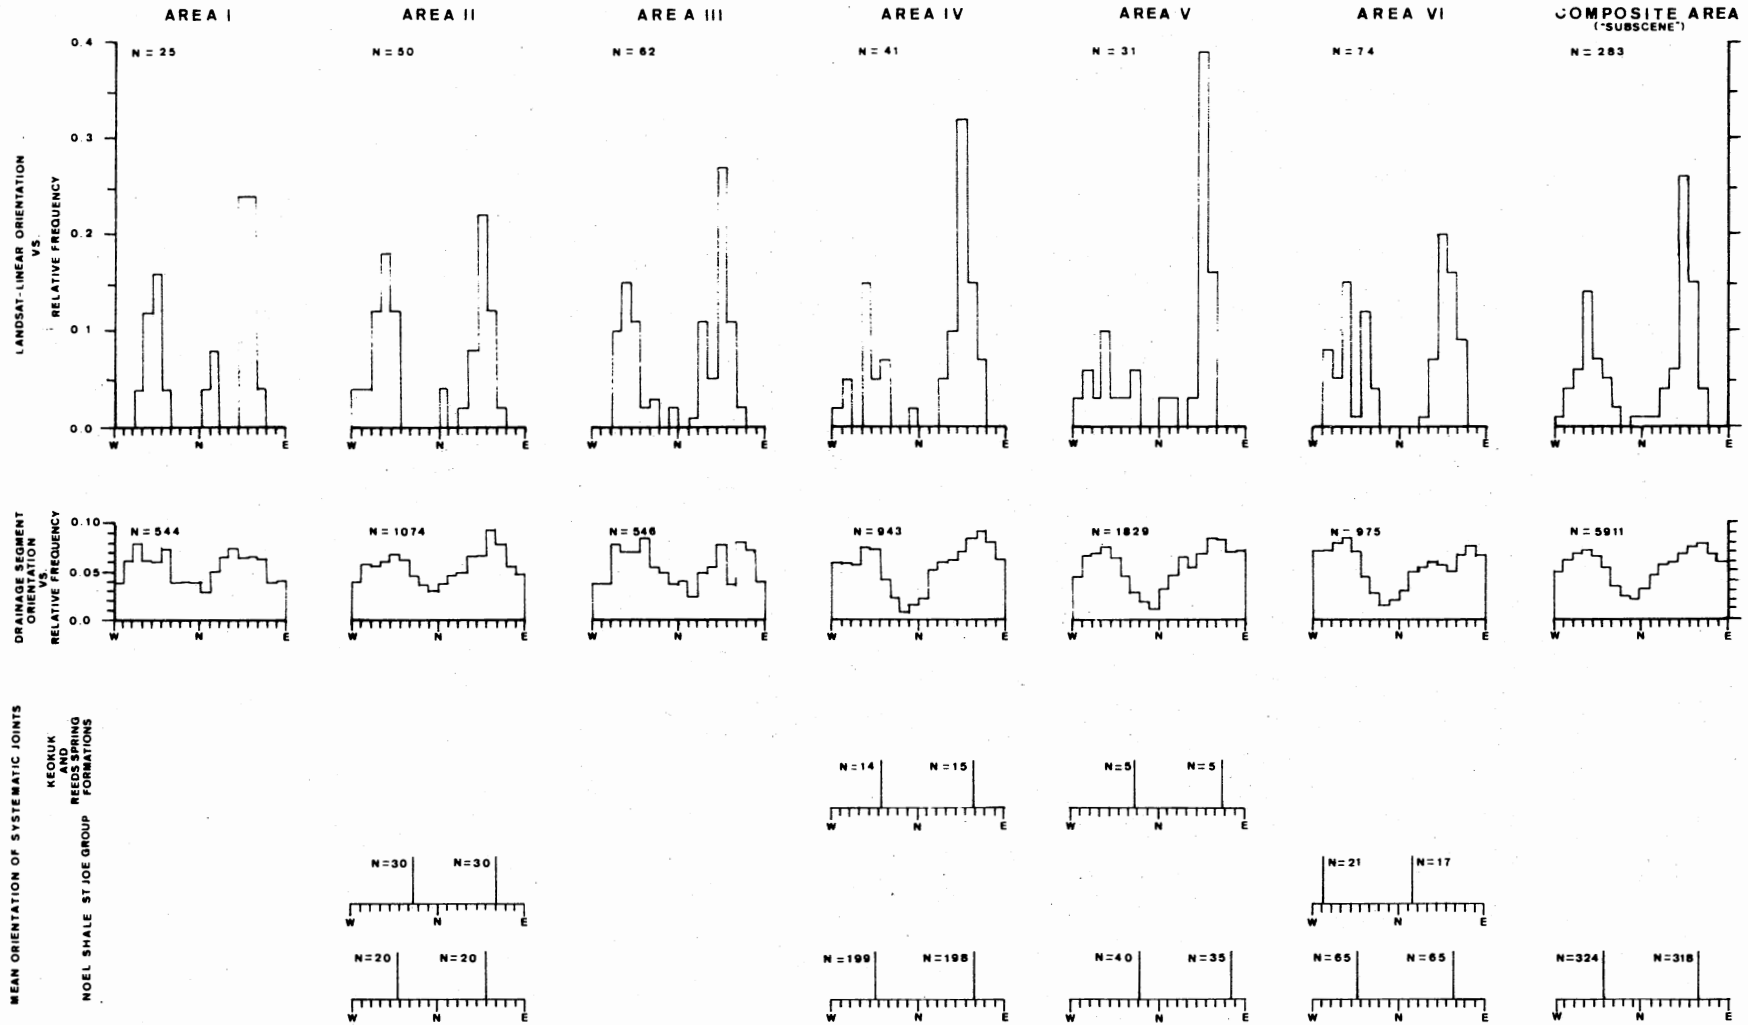 AREA I AREA II AREA III AREA IV AREA V AREA VI COMPOSITE AREA
("SUBSCENE")
LANDSAT-LINEAR ORIENTATION
VS.
RELATIVE FREQUENCY
0.4
0.3
0.2
0.1
0.0
N = 25 N = 50 N = 62 N = 41 N = 31 N = 74 N = 283
W N E W N E W N E W N E W N E W N E W N E
DRAINAGE SEGMENT
ORIENTATION
VS.
RELATIVE FREQUENCY
0.10
0.05
0.0
N = 544 N = 1074 N = 546 N = 943 N = 1829 N = 975 N = 5911
W N E W N E W N E W N E W N E W N E W N E
MEAN ORIENTATION OF SYSTEMATIC JOINTS
KEOKUK
AND
REEDS SPRING
FORMATIONS
N=14 N=15 N=5 N=5
W N E W N E
ST JOE GROUP
N=30 N=30 N=21 N=17
W N E W N E
NOEL SHALE
N=20 N=20 N=199 N=198 N=40 N=35 N=65 N=65 N=324 N=318
W N E W N E W N E W N E W N E